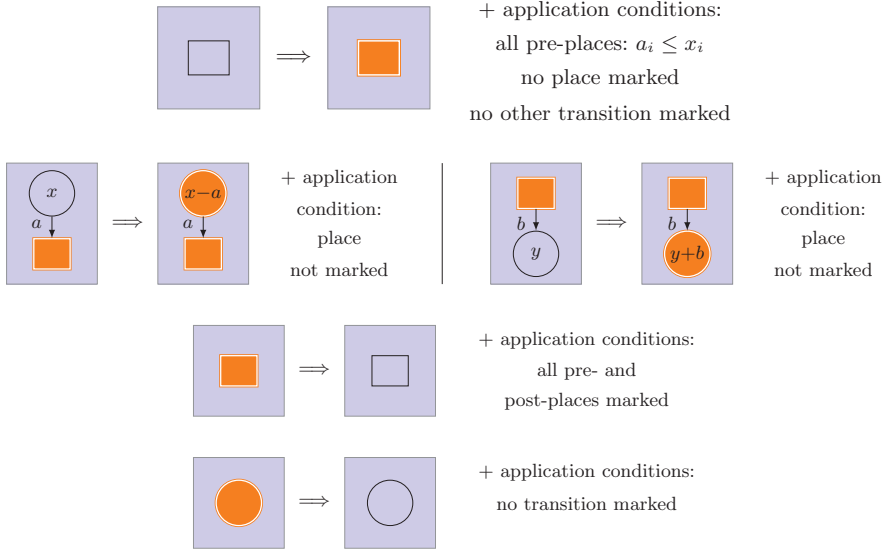 + application conditions:
all pre-places: aᵢ ≤ xᵢ
no place marked
⟹
no other transition marked
x
a
⟹
x−a
a
+ application
condition:
place
not marked
b
y
⟹
b
y+b
+ application
condition:
place
not marked
⟹
+ application conditions:
all pre- and
post-places marked
⟹
+ application conditions:
no transition marked